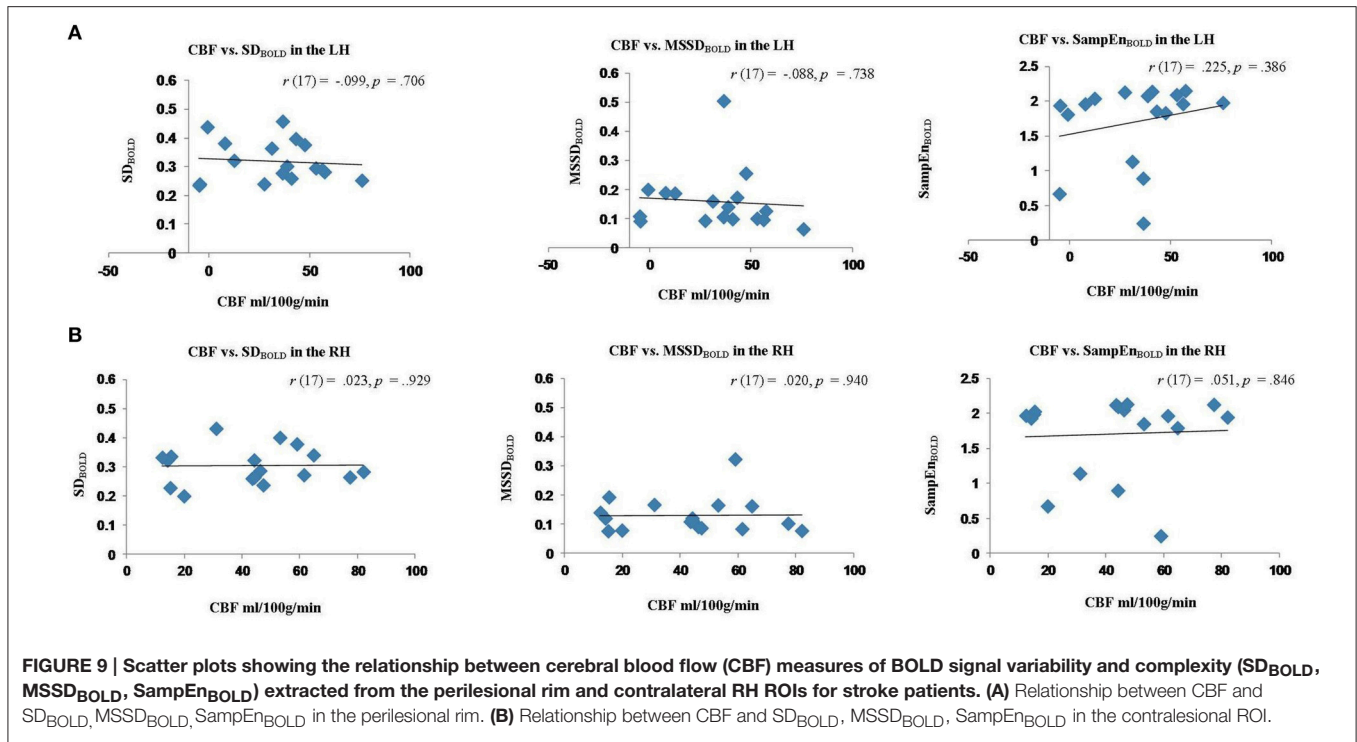 A
CBF vs. SDBOLD in the LH
r (17) = -.099, p = .706
0.6
0.5
0.4
0.3
0.2
0.1
0
SDBOLD
-50 0 50 100
CBF ml/100g/min
CBF vs. MSSDBOLD in the LH
r (17) = -.088, p = .738
0.6
0.5
0.4
0.3
0.2
0.1
0
MSSDBOLD
-50 0 50 100
CBF ml/100g/min
CBF vs. SampEnBOLD in the LH
r (17) = .225, p = .386
2.5
2
1.5
1
0.5
0
SampEnBOLD
-50 0 50 100
CBF ml/100g/min
B
CBF vs. SDBOLD in the RH
r (17) = .023, p = ..929
0.6
0.5
0.4
0.3
0.2
0.1
0
SDBOLD
0 20 40 60 80 100
CBF ml/100g/min
CBF vs. MSSDBOLD in the RH
r (17) = .020, p = .940
0.6
0.5
0.4
0.3
0.2
0.1
0
MSSDBOLD
0 20 40 60 80 100
CBF ml/100g/min
CBF vs. SampEnBOLD in the RH
r (17) = .051, p = .846
2.5
2
1.5
1
0.5
0
SampEnBOLD
0 20 40 60 80 100
CBF ml/100g/min
FIGURE 9 | Scatter plots showing the relationship between cerebral blood flow (CBF) measures of BOLD signal variability and complexity (SDBOLD,
MSSDBOLD, SampEnBOLD) extracted from the perilesional rim and contralateral RH ROIs for stroke patients. (A) Relationship between CBF and
SDBOLD, MSSDBOLD, SampEnBOLD in the perilesional rim. (B) Relationship between CBF and SDBOLD, MSSDBOLD, SampEnBOLD in the contralesional ROI.